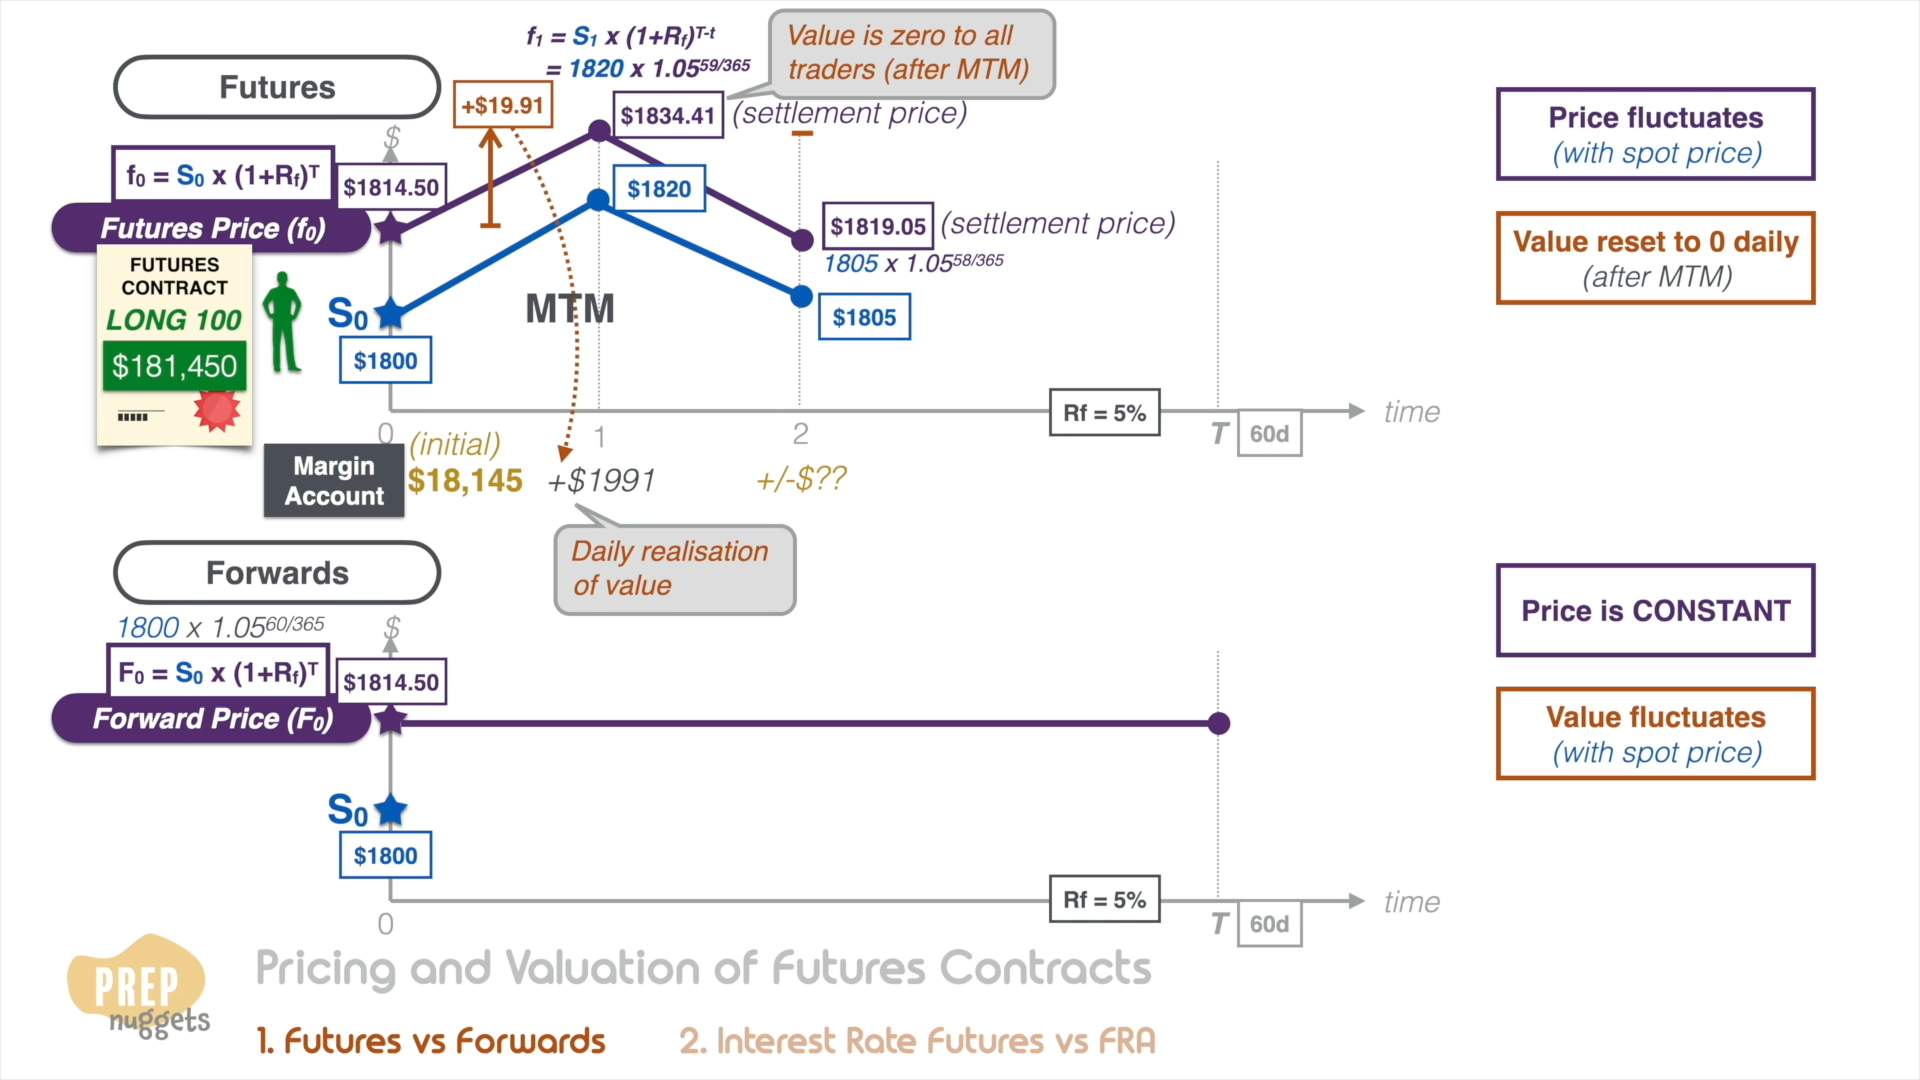 f₁ = S₁ x (1+Rf)ᵀ⁻ᵗ
= 1820 x 1.05⁵⁹ᐟ³⁶⁵
Value is zero to all
traders (after MTM)
Futures
+$19.91
$1834.41 (settlement price)
$
f₀ = S₀ x (1+Rf)ᵀ
$1814.50
Futures Price (f₀)
$1820
$1819.05 (settlement price)
1805 x 1.05⁵⁸ᐟ³⁶⁵
FUTURES
CONTRACT
LONG 100
$181,450
S₀
$1800
MTM
$1805
Rf = 5%
time
0
1
2
T
60d
Margin
Account
(initial)
$18,145
+$1991
+/-$??
Daily realisation
of value
Price fluctuates
(with spot price)
Value reset to 0 daily
(after MTM)
Forwards
1800 x 1.05⁶⁰ᐟ³⁶⁵
$
F₀ = S₀ x (1+Rf)ᵀ
$1814.50
Forward Price (F₀)
S₀
$1800
Rf = 5%
time
0
T
60d
Price is CONSTANT
Value fluctuates
(with spot price)
PREP
nuggets
Pricing and Valuation of Futures Contracts
1. Futures vs Forwards
2. Interest Rate Futures vs FRA